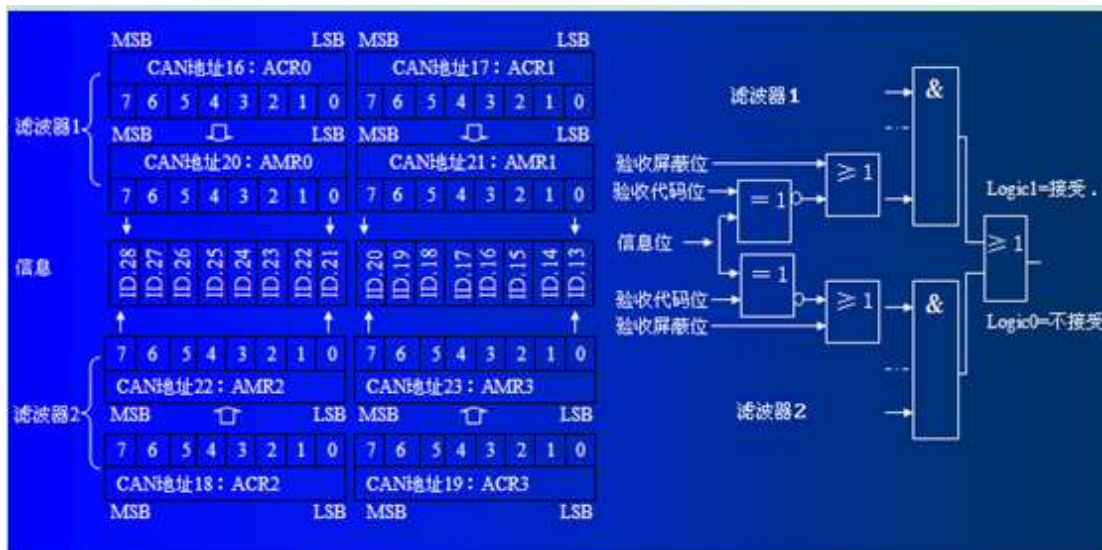 MSB LSB MSB LSB
CAN地址16：ACR0 CAN地址17：ACR1
7 6 5 4 3 2 1 0 7 6 5 4 3 2 1 0
滤波器1
MSB LSB MSB LSB
CAN地址20：AMR0 CAN地址21：AMR1
7 6 5 4 3 2 1 0 7 6 5 4 3 2 1 0
信息
ID.28 ID.27 ID.26 ID.25 ID.24 ID.23 ID.22 ID.21 ID.20 ID.19 ID.18 ID.17 ID.16 ID.15 ID.14 ID.13
7 6 5 4 3 2 1 0 7 6 5 4 3 2 1 0
CAN地址22：AMR2 CAN地址23：AMR3
滤波器2
MSB LSB MSB LSB
7 6 5 4 3 2 1 0 7 6 5 4 3 2 1 0
CAN地址18：ACR2 CAN地址19：ACR3
MSB LSB MSB LSB
滤波器1
&
验收屏蔽位
≥1
验收代码位
=1
Logic1=接受．
信息位
≥1
=1
验收代码位
≥1
&
验收屏蔽位
Logic0=不接受
滤波器2